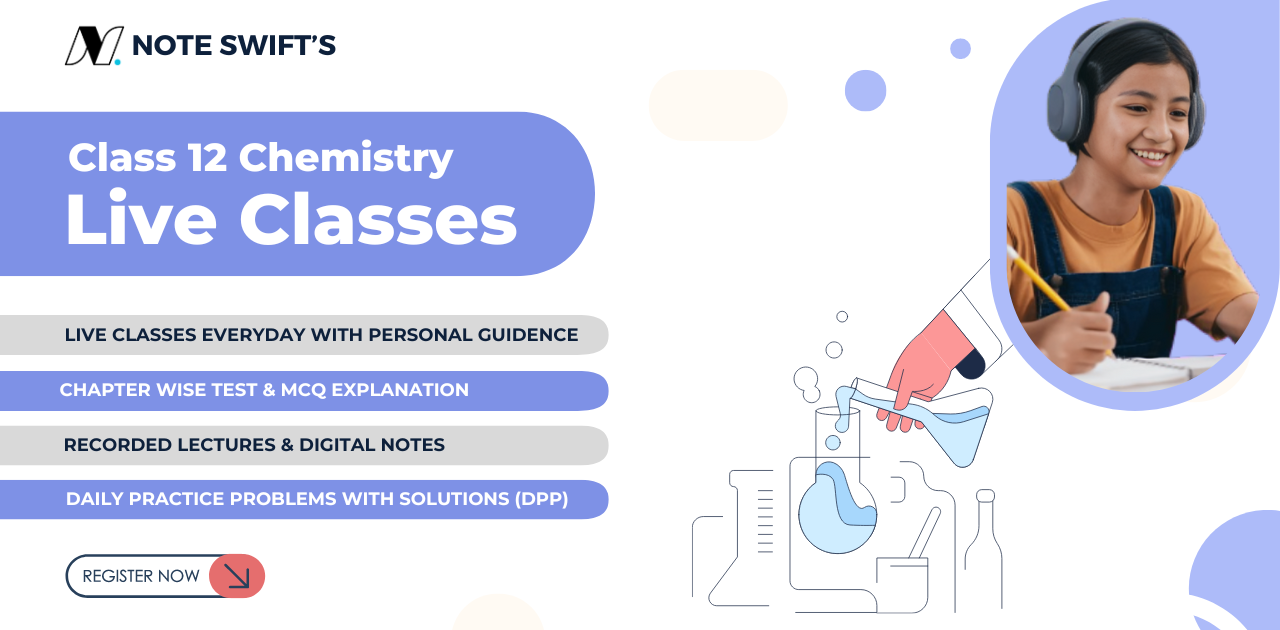 NOTE SWIFT'S
Class 12 Chemistry
Live Classes
LIVE CLASSES EVERYDAY WITH PERSONAL GUIDENCE
CHAPTER WISE TEST & MCQ EXPLANATION
RECORDED LECTURES & DIGITAL NOTES
DAILY PRACTICE PROBLEMS WITH SOLUTIONS (DPP)
REGISTER NOW